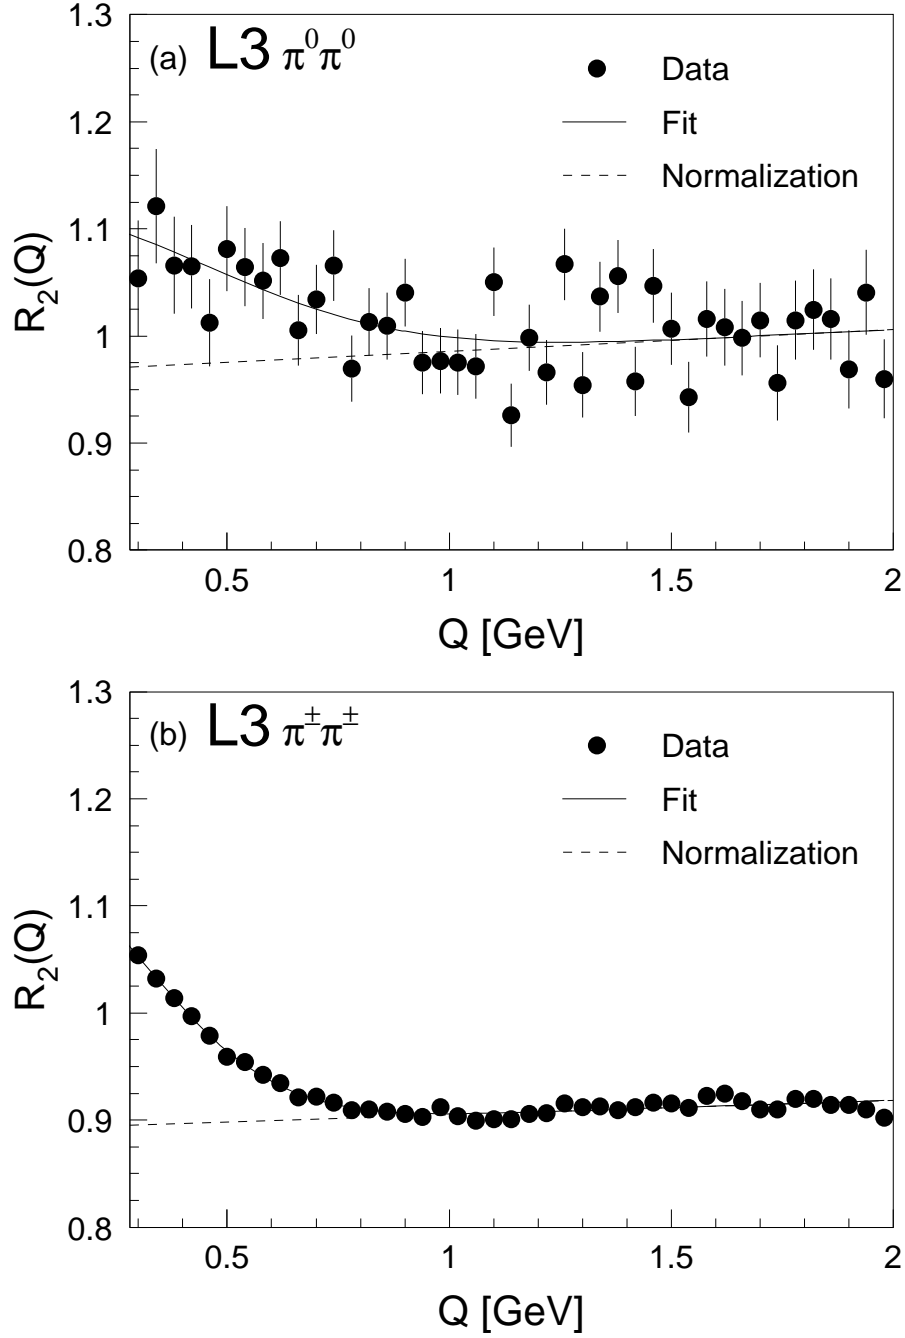 (a) L3 π⁰π⁰
Data
Fit
Normalization
R₂(Q)
1.3
1.2
1.1
1
0.9
0.8
0.5
1
1.5
2
Q [GeV]
(b) L3 π±π±
Data
Fit
Normalization
R₂(Q)
1.3
1.2
1.1
1
0.9
0.8
0.5
1
1.5
2
Q [GeV]